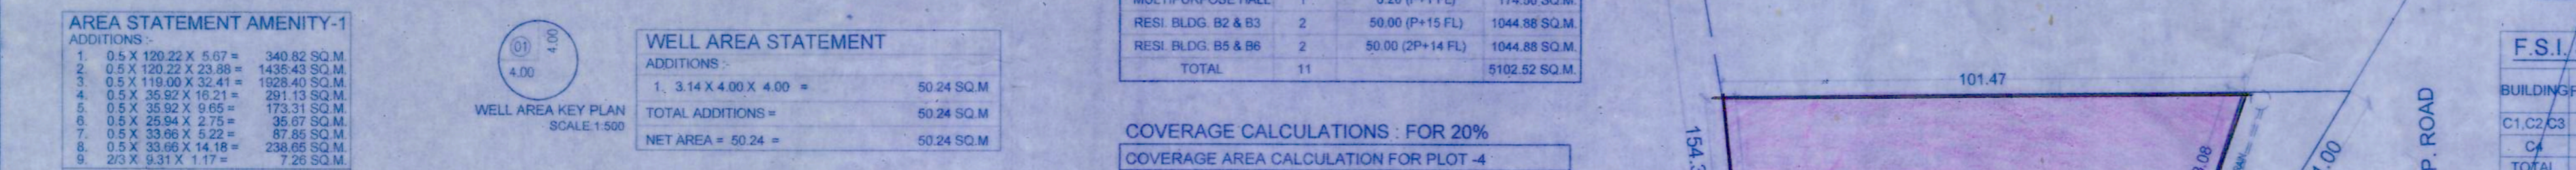 AREA STATEMENT AMENITY-1
ADDITIONS :-
1. 0.5 X 120.22 X 5.67 = 340.82 SQ.M.
2. 0.5 X 120.22 X 23.88 = 1435.43 SQ.M.
3. 0.5 X 119.00 X 32.41 = 1928.40 SQ.M.
4. 0.5 X 35.92 X 16.21 = 291.13 SQ.M.
5. 0.5 X 35.92 X 9.65 = 173.31 SQ.M.
6. 0.5 X 25.94 X 2.75 = 35.67 SQ.M.
7. 0.5 X 33.66 X 5.22 = 87.85 SQ.M.
8. 0.5 X 33.66 X 14.18 = 238.65 SQ.M.
9. 2/3 X 9.31 X 1.17 = 7.26 SQ.M.
01
4.00
4.00
WELL AREA KEY PLAN
SCALE:1:500
WELL AREA STATEMENT
ADDITIONS :-
1. 3.14 X 4.00 X 4.00 = 50.24 SQ.M
TOTAL ADDITIONS = 50.24 SQ.M
NET AREA = 50.24 = 50.24 SQ.M
RESI. BLDG. B2 & B3 2 50.00 (P+15 FL) 1044.88 SQ.M.
RESI. BLDG. B5 & B6 2 50.00 (2P+14 FL) 1044.88 SQ.M.
TOTAL 11 5102.52 SQ.M.
COVERAGE CALCULATIONS : FOR 20%
COVERAGE AREA CALCULATION FOR PLOT -4
101.47
P. ROAD
F.S.I.
BUILDING
C1,C2,C3
C4
TOTAL